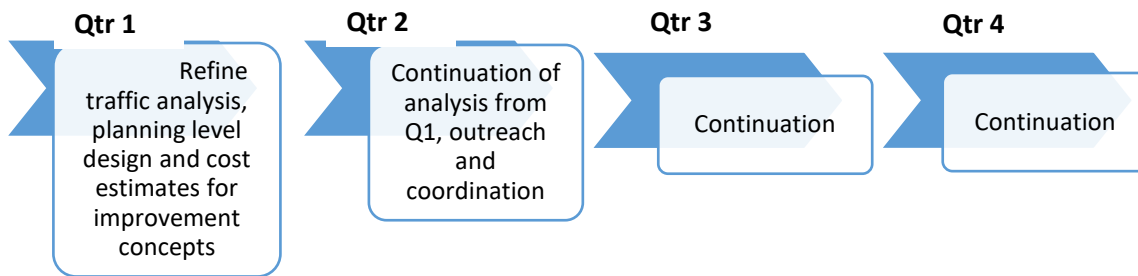 Qtr 1
Refine
traffic analysis,
planning level
design and cost
estimates for
improvement
concepts
Qtr 2
Continuation of
analysis from
Q1, outreach
and
coordination
Qtr 3
Continuation
Qtr 4
Continuation